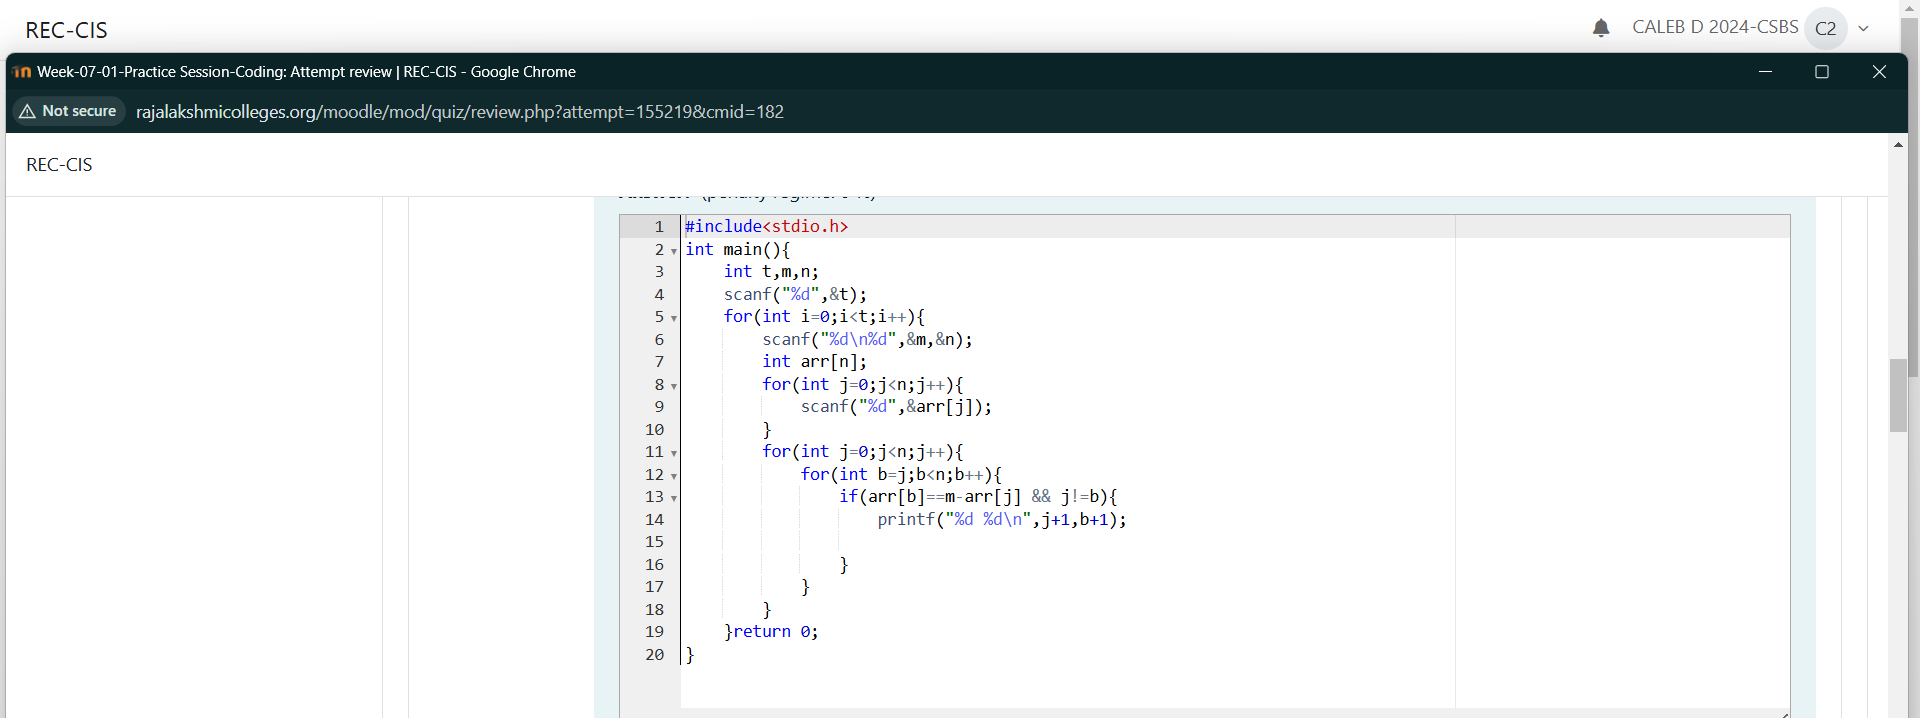 REC-CIS
CALEB D 2024-CSBS C2
Week-07-01-Practice Session-Coding: Attempt review | REC-CIS - Google Chrome
Not secure rajalakshmicolleges.org/moodle/mod/quiz/review.php?attempt=155219&cmid=182
REC-CIS
1 #include<stdio.h>
2 int main(){
3 int t,m,n;
4 scanf("%d",&t);
5 for(int i=0;i<t;i++){
6 scanf("%d\n%d",&m,&n);
7 int arr[n];
8 for(int j=0;j<n;j++){
9 scanf("%d",&arr[j]);
10 }
11 for(int j=0;j<n;j++){
12 for(int b=j;b<n;b++){
13 if(arr[b]==m-arr[j] && j!=b){
14 printf("%d %d\n",j+1,b+1);
15
16 }
17 }
18 }
19 }return 0;
20 }